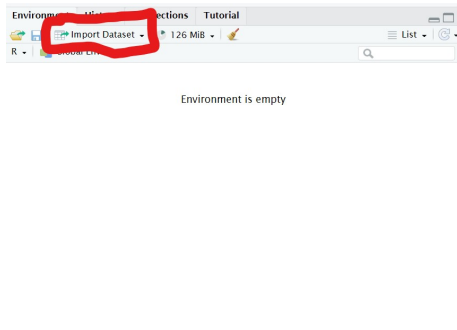 Environment Tutorial
Import Dataset 126 MiB List
R
Environment is empty